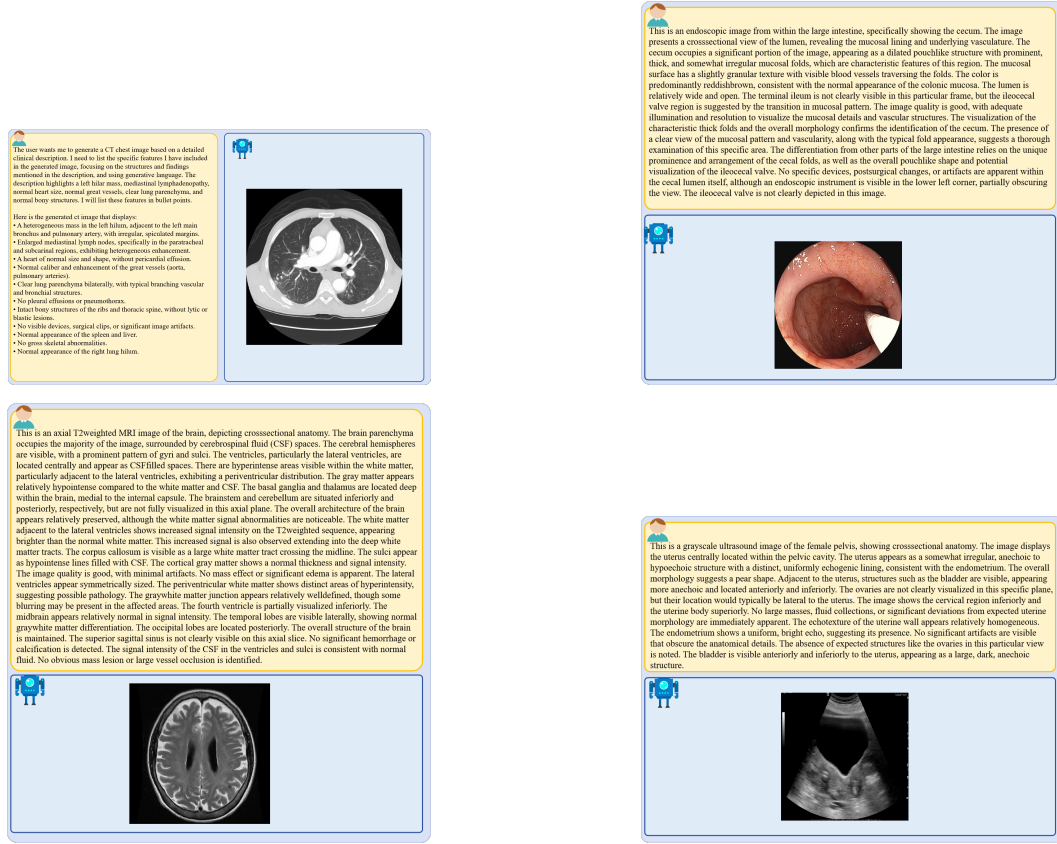 The user wants me to generate a CT chest image based on a detailed
clinical description. I need to list the specific features I have included
in the generated image, focusing on the structures and findings
mentioned in the description, and using generative language. The
description highlights a left hilar mass, mediastinal lymphadenopathy,
normal heart size, normal great vessels, clear lung parenchyma, and
normal bony structures. I will list these features in bullet points.
Here is the generated ct image that displays:
• A heterogeneous mass in the left hilum, adjacent to the left main
bronchus and pulmonary artery, with irregular, spiculated margins.
• Enlarged mediastinal lymph nodes, specifically in the paratracheal
and subcarinal regions, exhibiting heterogeneous enhancement.
• A heart of normal size and shape, without pericardial effusion.
• Normal caliber and enhancement of the great vessels (aorta,
pulmonary arteries).
• Clear lung parenchyma bilaterally, with typical branching vascular
and bronchial structures.
• No pleural effusions or pneumothorax.
• Intact bony structures of the ribs and thoracic spine, without lytic or
blastic lesions.
• No visible devices, surgical clips, or significant image artifacts.
• Normal appearance of the spleen and liver.
• No gross skeletal abnormalities.
• Normal appearance of the right lung hilum.
This is an endoscopic image from within the large intestine, specifically showing the cecum. The image
presents a crosssectional view of the lumen, revealing the mucosal lining and underlying vasculature. The
cecum occupies a significant portion of the image, appearing as a dilated pouchlike structure with prominent,
thick, and somewhat irregular mucosal folds, which are characteristic features of this region. The mucosal
surface has a slightly granular texture with visible blood vessels traversing the folds. The color is
predominantly reddishbrown, consistent with the normal appearance of the colonic mucosa. The lumen is
relatively wide and open. The terminal ileum is not clearly visible in this particular frame, but the ileocecal
valve region is suggested by the transition in mucosal pattern. The image quality is good, with adequate
illumination and resolution to visualize the mucosal details and vascular structures. The visualization of the
characteristic thick folds and the overall morphology confirms the identification of the cecum. The presence of
a clear view of the mucosal pattern and vascularity, along with the typical fold appearance, suggests a thorough
examination of this specific area. The differentiation from other parts of the large intestine relies on the unique
prominence and arrangement of the cecal folds, as well as the overall pouchlike shape and potential
visualization of the ileocecal valve. No specific devices, postsurgical changes, or artifacts are apparent within
the cecal lumen itself, although an endoscopic instrument is visible in the lower left corner, partially obscuring
the view. The ileocecal valve is not clearly depicted in this image.
This is an axial T2weighted MRI image of the brain, depicting crosssectional anatomy. The brain parenchyma
occupies the majority of the image, surrounded by cerebrospinal fluid (CSF) spaces. The cerebral hemispheres
are visible, with a prominent pattern of gyri and sulci. The ventricles, particularly the lateral ventricles, are
located centrally and appear as CSFfilled spaces. There are hyperintense areas visible within the white matter,
particularly adjacent to the lateral ventricles, exhibiting a periventricular distribution. The gray matter appears
relatively hypointense compared to the white matter and CSF. The basal ganglia and thalamus are located deep
within the brain, medial to the internal capsule. The brainstem and cerebellum are situated inferiorly and
posteriorly, respectively, but are not fully visualized in this axial plane. The overall architecture of the brain
appears relatively preserved, although the white matter signal abnormalities are noticeable. The white matter
adjacent to the lateral ventricles shows increased signal intensity on the T2weighted sequence, appearing
brighter than the normal white matter. This increased signal is also observed extending into the deep white
matter tracts. The corpus callosum is visible as a large white matter tract crossing the midline. The sulci appear
as hypointense lines filled with CSF. The cortical gray matter shows a normal thickness and signal intensity.
The image quality is good, with minimal artifacts. No mass effect or significant edema is apparent. The lateral
ventricles appear symmetrically sized. The periventricular white matter shows distinct areas of hyperintensity,
suggesting possible pathology. The graywhite matter junction appears relatively welldefined, though some
blurring may be present in the affected areas. The fourth ventricle is partially visualized inferiorly. The
midbrain appears relatively normal in signal intensity. The temporal lobes are visible laterally, showing normal
graywhite matter differentiation. The occipital lobes are located posteriorly. The overall structure of the brain
is maintained. The superior sagittal sinus is not clearly visible on this axial slice. No significant hemorrhage or
calcification is detected. The signal intensity of the CSF in the ventricles and sulci is consistent with normal
fluid. No obvious mass lesion or large vessel occlusion is identified.
This is a grayscale ultrasound image of the female pelvis, showing crosssectional anatomy. The image displays
the uterus centrally located within the pelvic cavity. The uterus appears as a somewhat irregular, anechoic to
hypoechoic structure with a distinct, uniformly echogenic lining, consistent with the endometrium. The overall
morphology suggests a pear shape. Adjacent to the uterus, structures such as the bladder are visible, appearing
more anechoic and located anteriorly and inferiorly. The ovaries are not clearly visualized in this specific plane,
but their location would typically be lateral to the uterus. The image shows the cervical region inferiorly and
the uterine body superiorly. No large masses, fluid collections, or significant deviations from expected uterine
morphology are immediately apparent. The echotexture of the uterine wall appears relatively homogeneous.
The endometrium shows a uniform, bright echo, suggesting its presence. No significant artifacts are visible
that obscure the anatomical details. The absence of expected structures like the ovaries in this particular view
is noted. The bladder is visible anteriorly and inferiorly to the uterus, appearing as a large, dark, anechoic
structure.